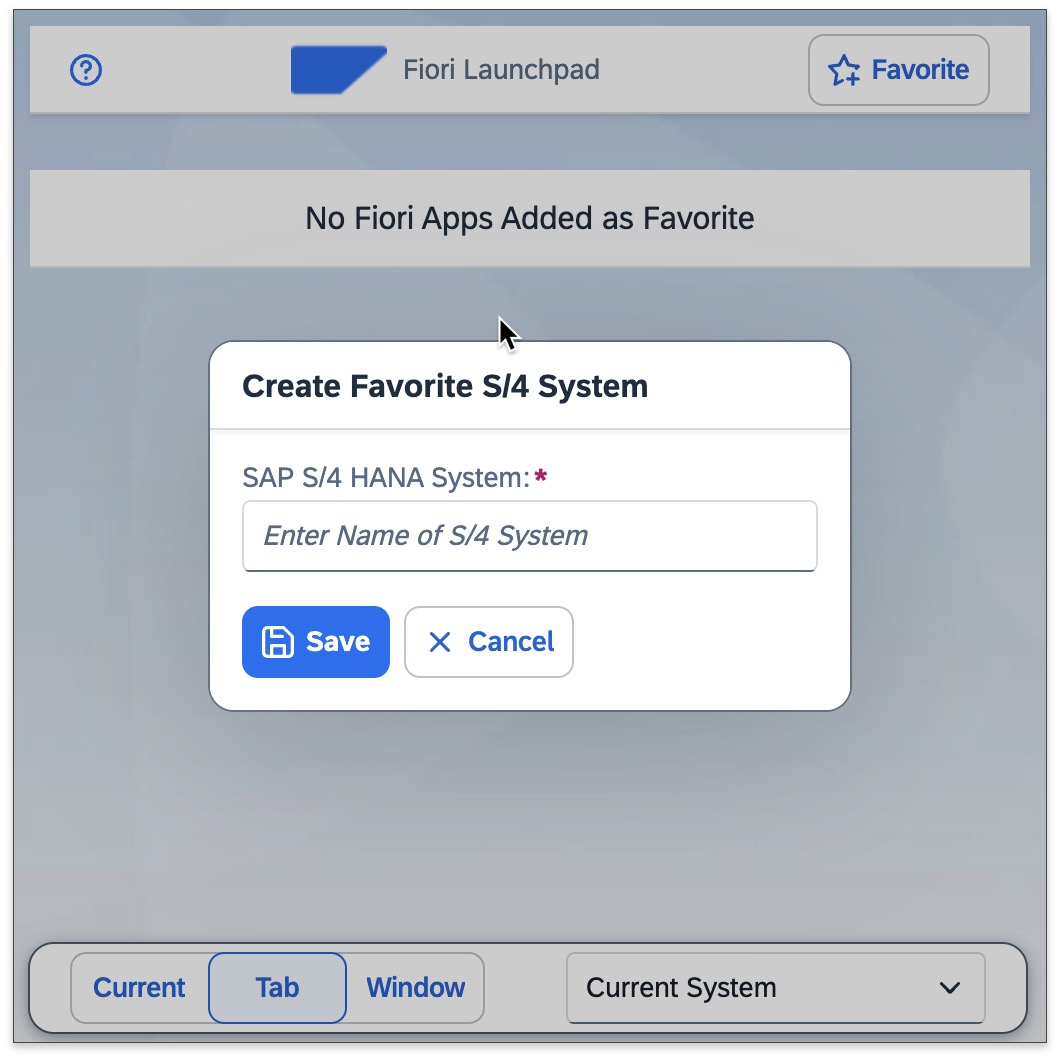 Fiori Launchpad
Favorite
No Fiori Apps Added as Favorite
Create Favorite S/4 System
SAP S/4 HANA System:*
Enter Name of S/4 System
Save
Cancel
Current
Tab
Window
Current System